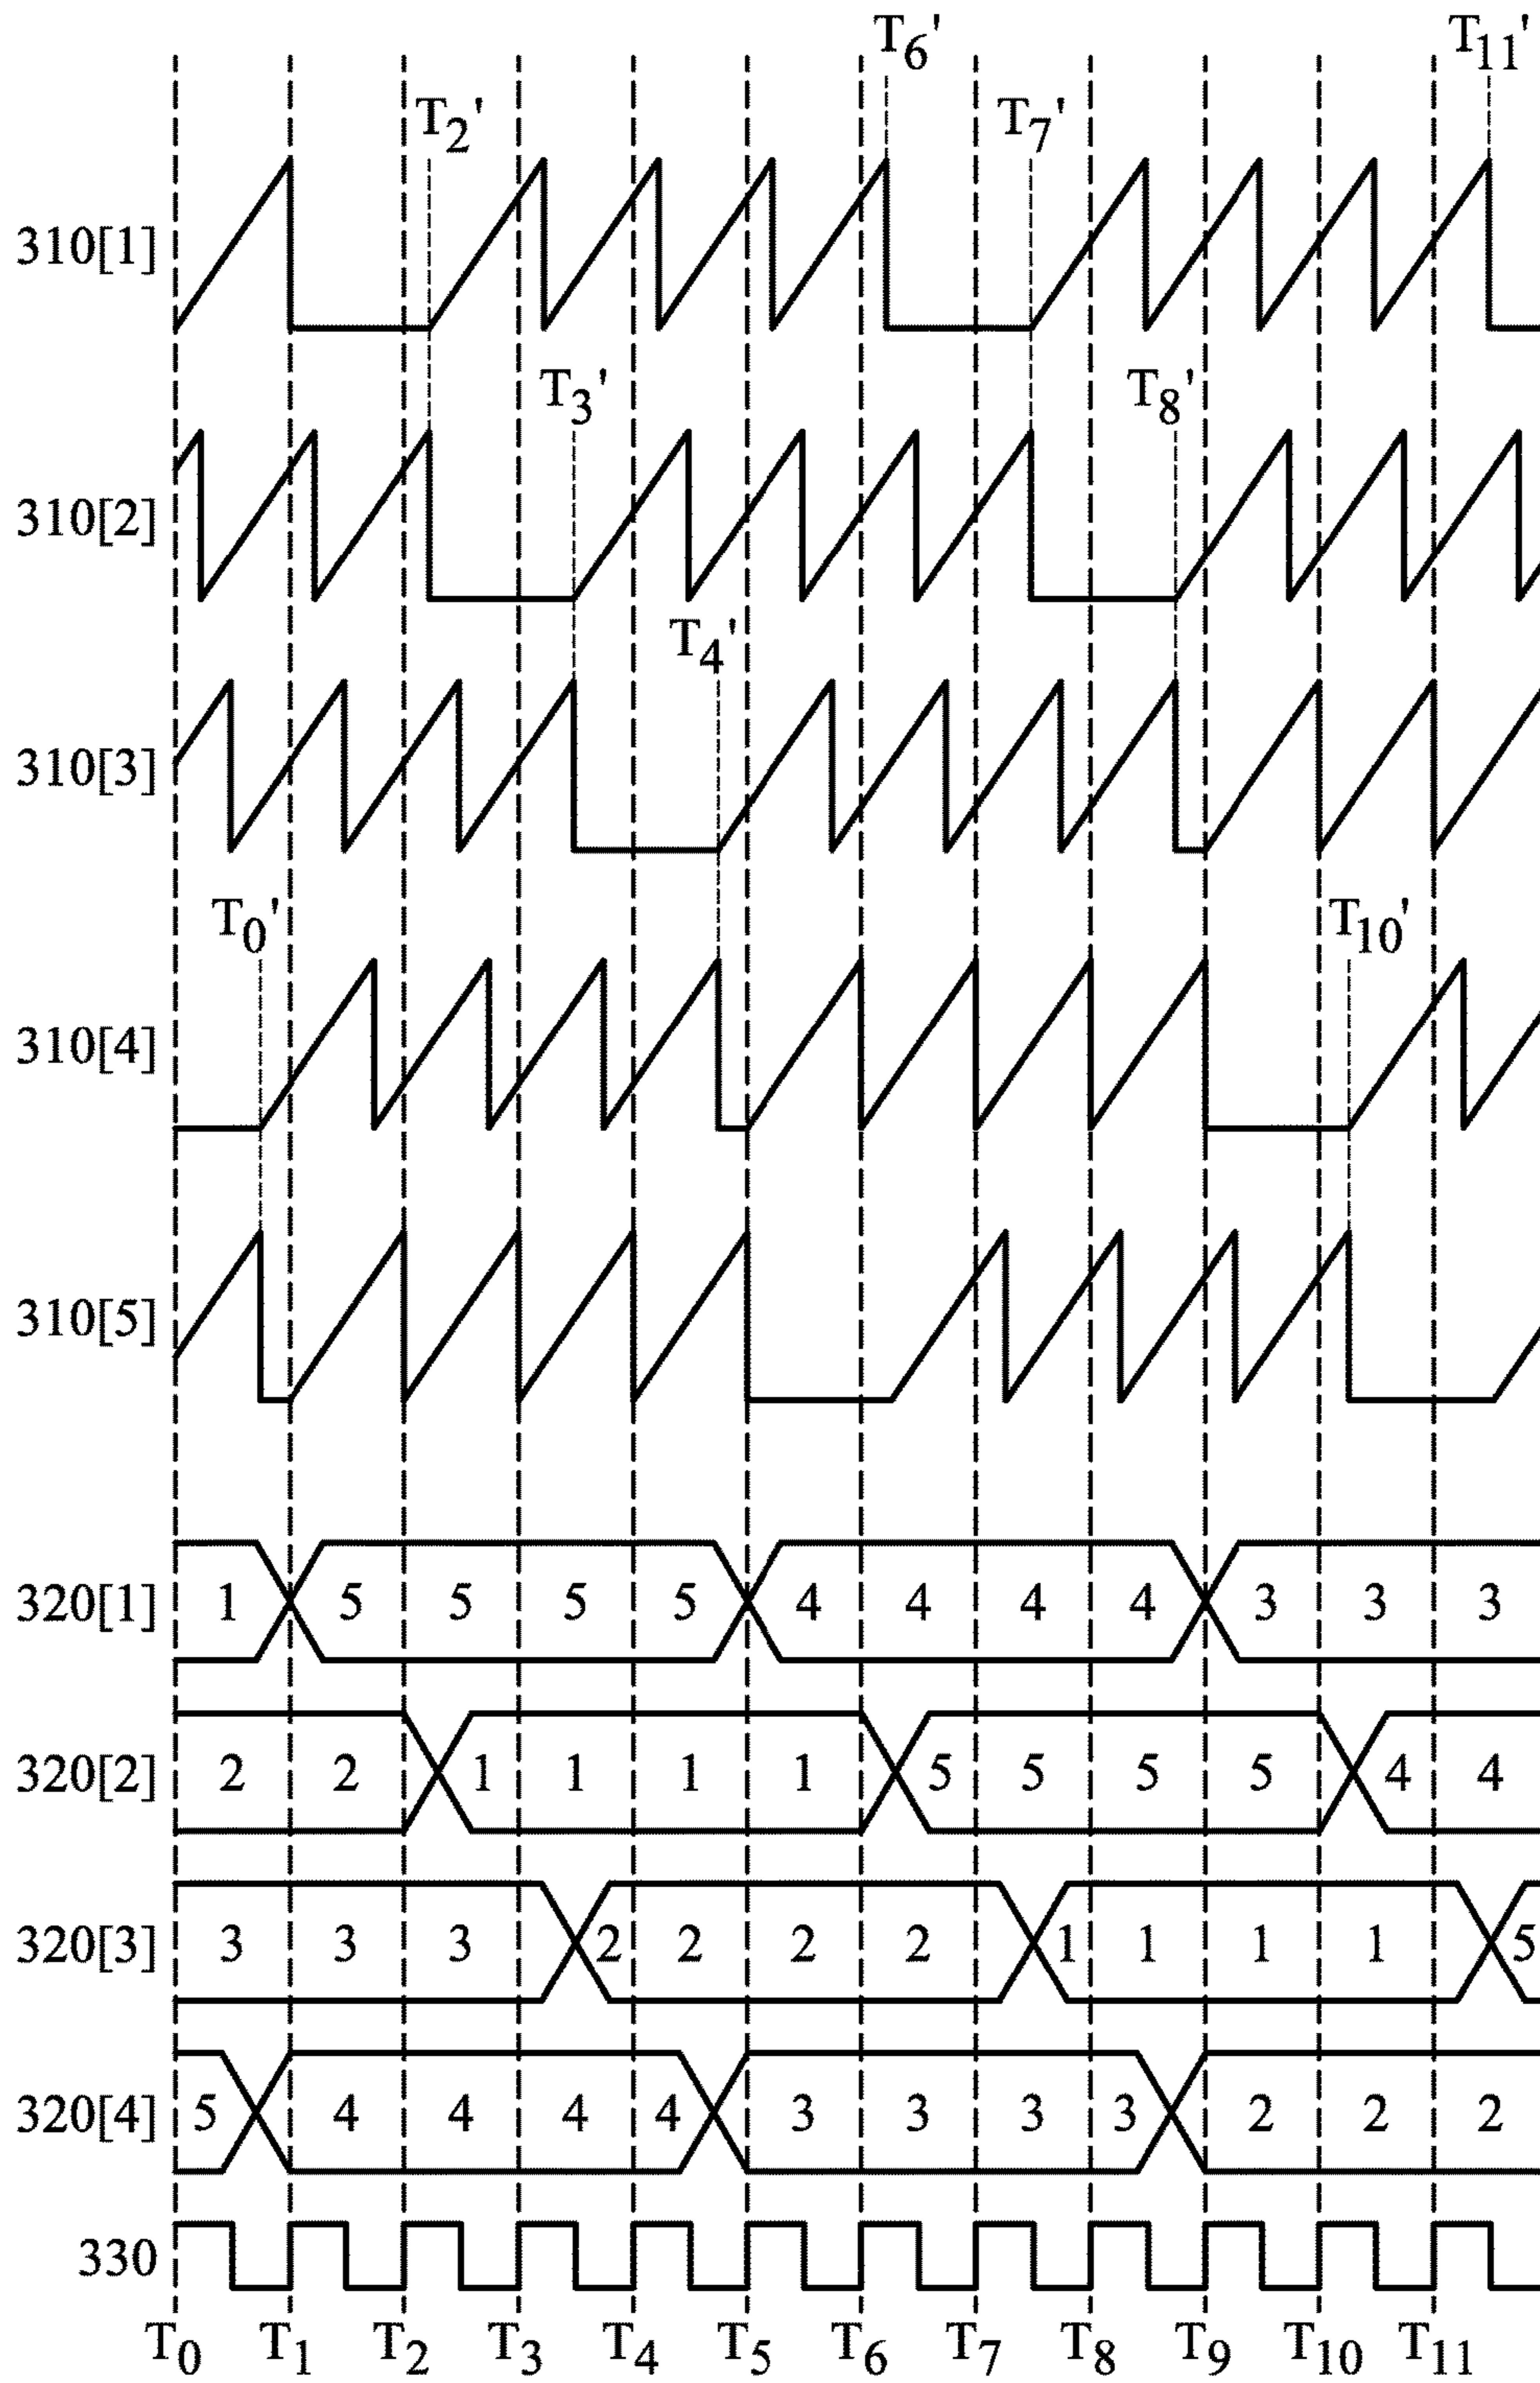 T6' T11'
T2' T7'
310[1]
T3' T8'
310[2]
T4'
310[3]
T0' T10'
310[4]
310[5]
320[1] 1 5 5 5 5 4 4 4 4 3 3 3
320[2] 2 2 1 1 1 1 5 5 5 5 4 4
320[3] 3 3 3 2 2 2 2 1 1 1 1 5
320[4] 5 4 4 4 4 3 3 3 3 2 2 2
330
T0 T1 T2 T3 T4 T5 T6 T7 T8 T9 T10 T11